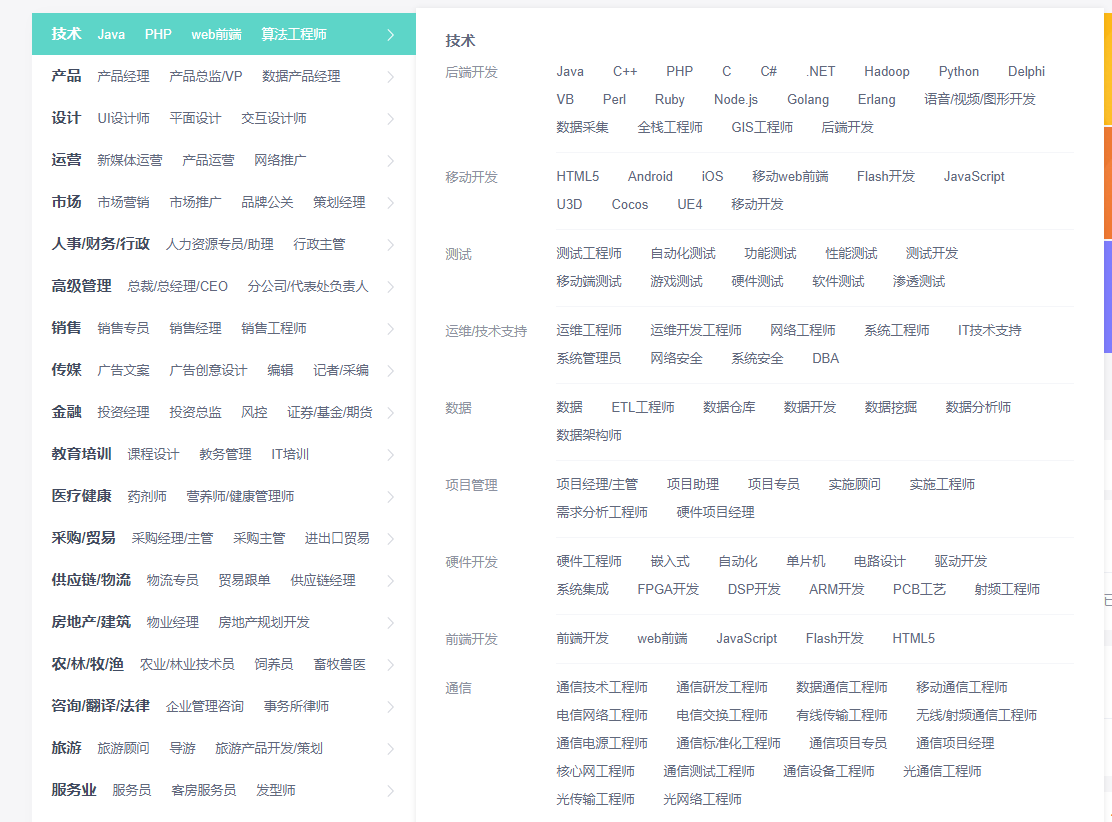 技术 Java PHP web前端 算法工程师
产品 产品经理 产品总监/VP 数据产品经理
设计 UI设计师 平面设计 交互设计师
运营 新媒体运营 产品运营 网络推广
市场 市场营销 市场推广 品牌公关 策划经理
人事/财务/行政 人力资源专员/助理 行政主管
高级管理 总裁/总经理/CEO 分公司/代表处负责人
销售 销售专员 销售经理 销售工程师
传媒 广告文案 广告创意设计 编辑 记者/采编
金融 投资经理 投资总监 风控 证券/基金/期货
教育培训 课程设计 教务管理 IT培训
医疗健康 药剂师 营养师/健康管理师
采购/贸易 采购经理/主管 采购主管 进出口贸易
供应链/物流 物流专员 贸易跟单 供应链经理
房地产/建筑 物业经理 房地产规划开发
农/林/牧/渔 农业/林业技术员 饲养员 畜牧兽医
咨询/翻译/法律 企业管理咨询 事务所律师
旅游 旅游顾问 导游 旅游产品开发/策划
服务业 服务员 客房服务员 发型师
技术
后端开发 Java C++ PHP C C# .NET Hadoop Python Delphi
VB Perl Ruby Node.js Golang Erlang 语音/视频/图形开发
数据采集 全栈工程师 GIS工程师 后端开发
移动开发 HTML5 Android iOS 移动web前端 Flash开发 JavaScript
U3D Cocos UE4 移动开发
测试 测试工程师 自动化测试 功能测试 性能测试 测试开发
移动端测试 游戏测试 硬件测试 软件测试 渗透测试
运维/技术支持 运维工程师 运维开发工程师 网络工程师 系统工程师 IT技术支持
系统管理员 网络安全 系统安全 DBA
数据 数据 ETL工程师 数据仓库 数据开发 数据挖掘 数据分析师
数据架构师
项目管理 项目经理/主管 项目助理 项目专员 实施顾问 实施工程师
需求分析工程师 硬件项目经理
硬件开发 硬件工程师 嵌入式 自动化 单片机 电路设计 驱动开发
系统集成 FPGA开发 DSP开发 ARM开发 PCB工艺 射频工程师
前端开发 前端开发 web前端 JavaScript Flash开发 HTML5
通信 通信技术工程师 通信研发工程师 数据通信工程师 移动通信工程师
电信网络工程师 电信交换工程师 有线传输工程师 无线/射频通信工程师
通信电源工程师 通信标准化工程师 通信项目专员 通信项目经理
核心网工程师 通信测试工程师 通信设备工程师 光通信工程师
光传输工程师 光网络工程师